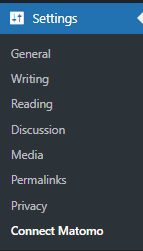 Settings
General
Writing
Reading
Discussion
Media
Permalinks
Privacy
Connect Matomo